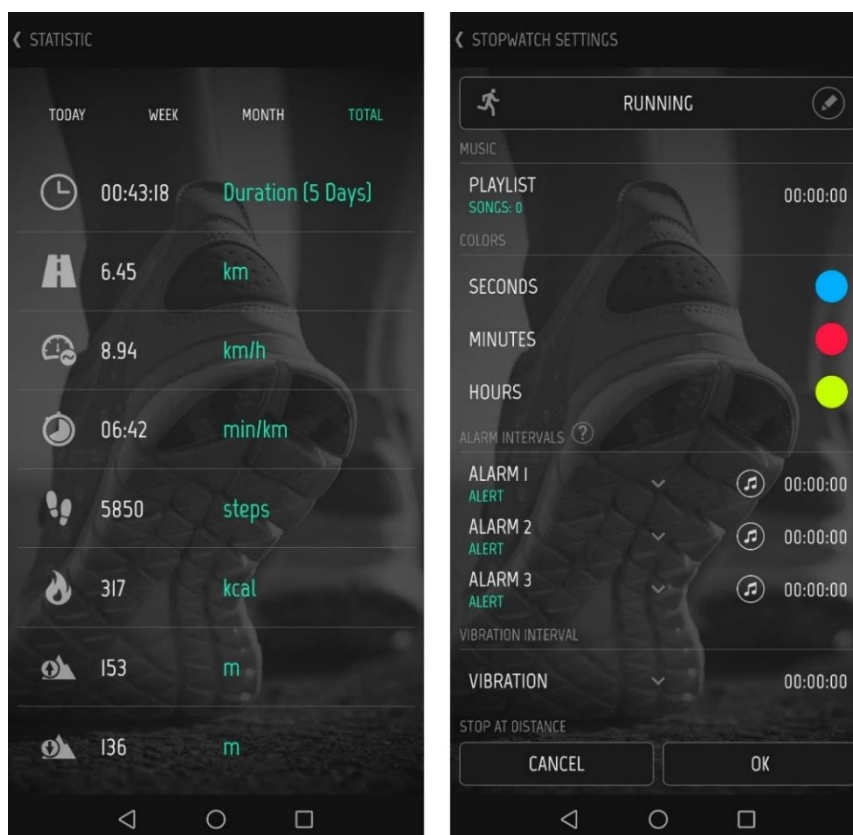 STATISTIC
TODAY WEEK MONTH TOTAL
00:43:18 Duration (5 Days)
6.45 km
8.94 km/h
06:42 min/km
5850 steps
317 kcal
153 m
136 m
STOPWATCH SETTINGS
RUNNING
MUSIC
PLAYLIST 00:00:00
SONGS: 0
COLORS
SECONDS
MINUTES
HOURS
ALARM INTERVALS ?
ALARM 1 00:00:00
ALERT
ALARM 2 00:00:00
ALERT
ALARM 3 00:00:00
ALERT
VIBRATION INTERVAL
VIBRATION 00:00:00
STOP AT DISTANCE
CANCEL OK